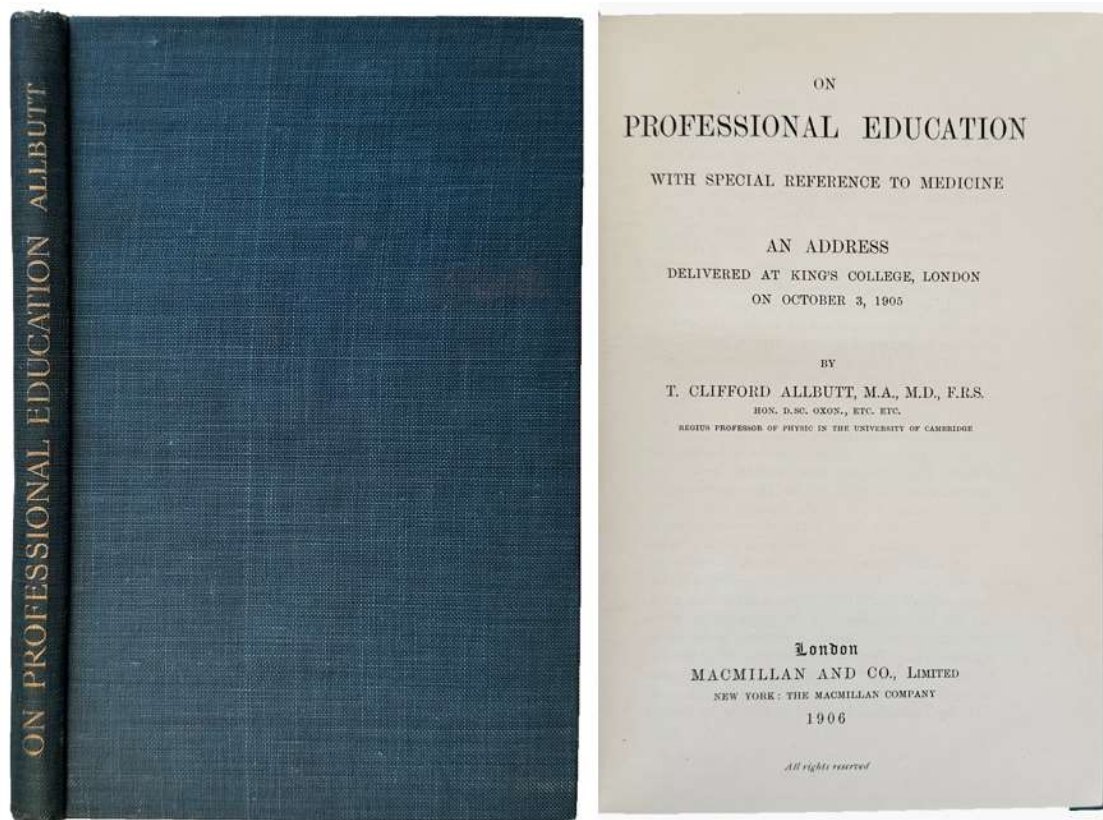 ON PROFESSIONAL EDUCATION ALLBUTT
ON
PROFESSIONAL EDUCATION
WITH SPECIAL REFERENCE TO MEDICINE
AN ADDRESS
DELIVERED AT KING'S COLLEGE, LONDON
ON OCTOBER 3, 1905
BY
T. CLIFFORD ALLBUTT, M.A., M.D., F.R.S.
HON. D.SC. OXON., ETC. ETC.
REGIUS PROFESSOR OF PHYSIC IN THE UNIVERSITY OF CAMBRIDGE
London
MACMILLAN AND CO., LIMITED
NEW YORK: THE MACMILLAN COMPANY
1906
All rights reserved